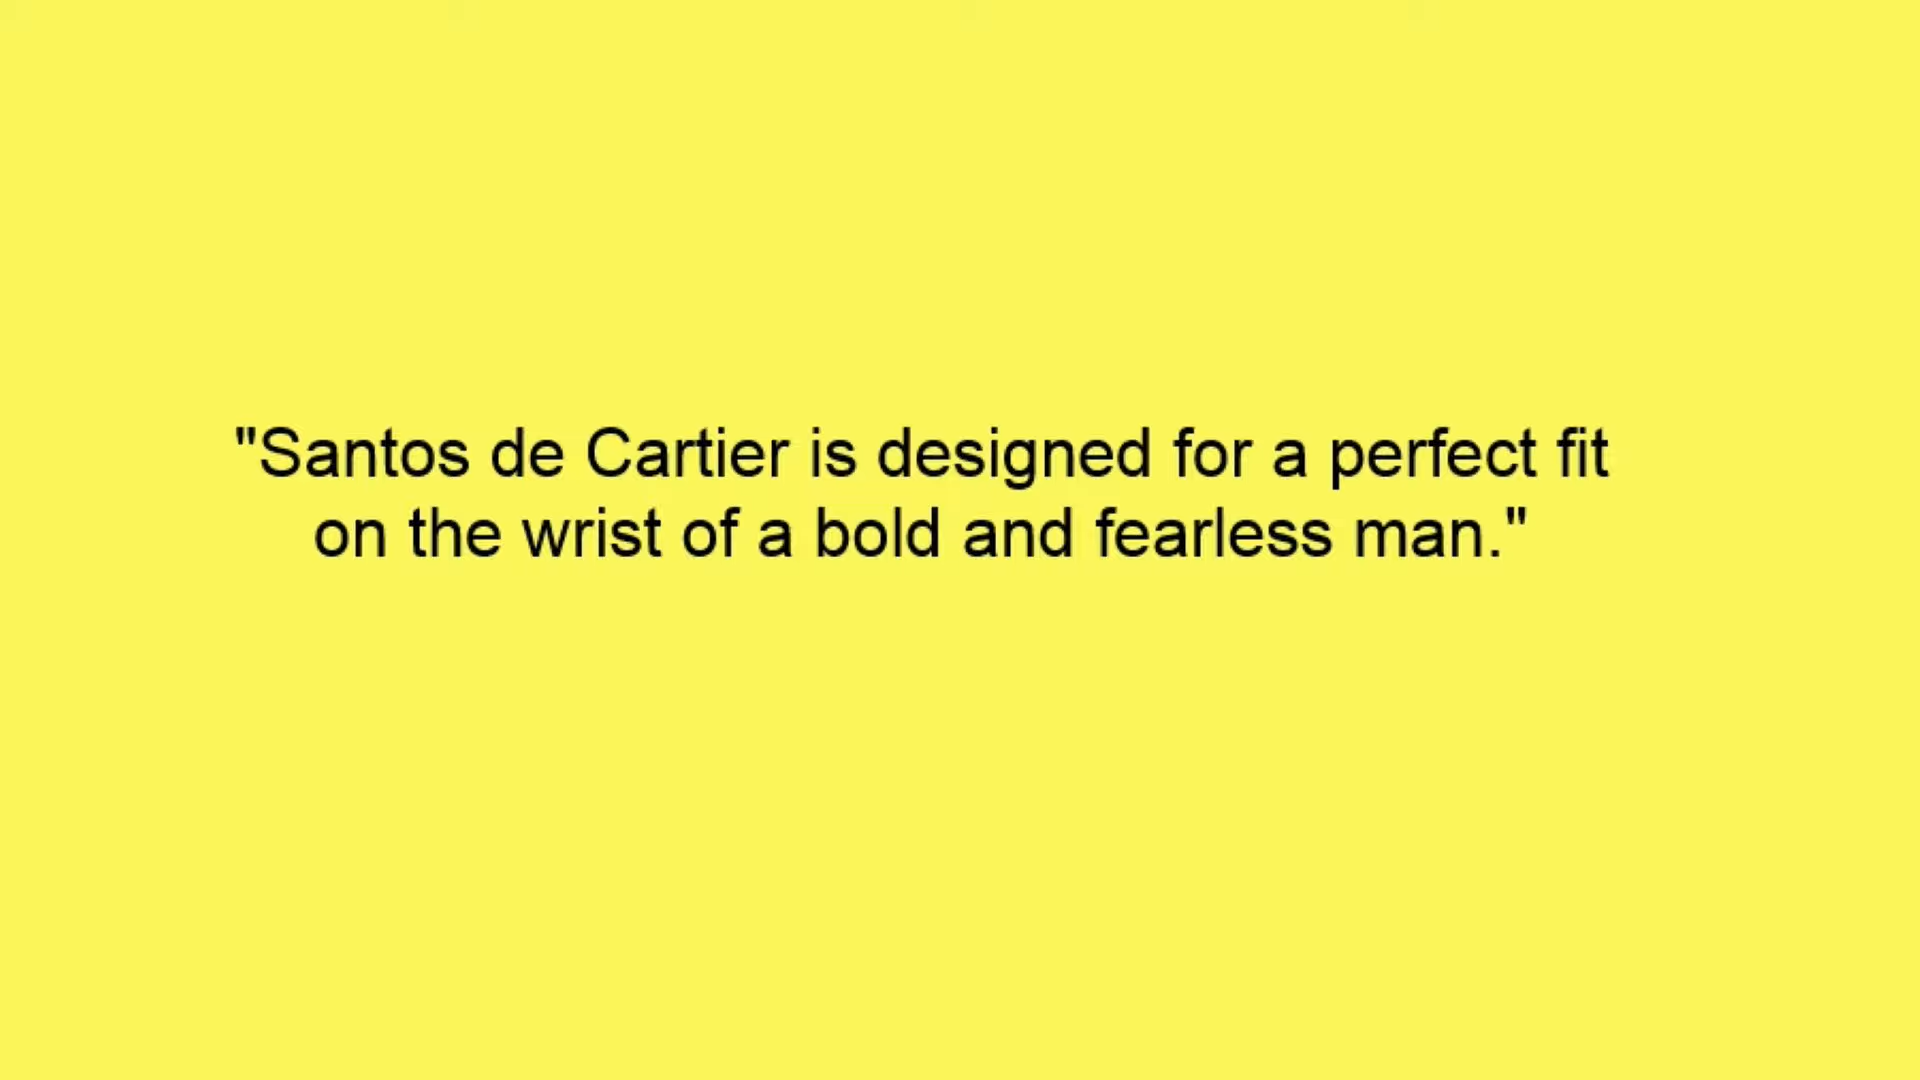 "Santos de Cartier is designed for a perfect fit
on the wrist of a bold and fearless man."